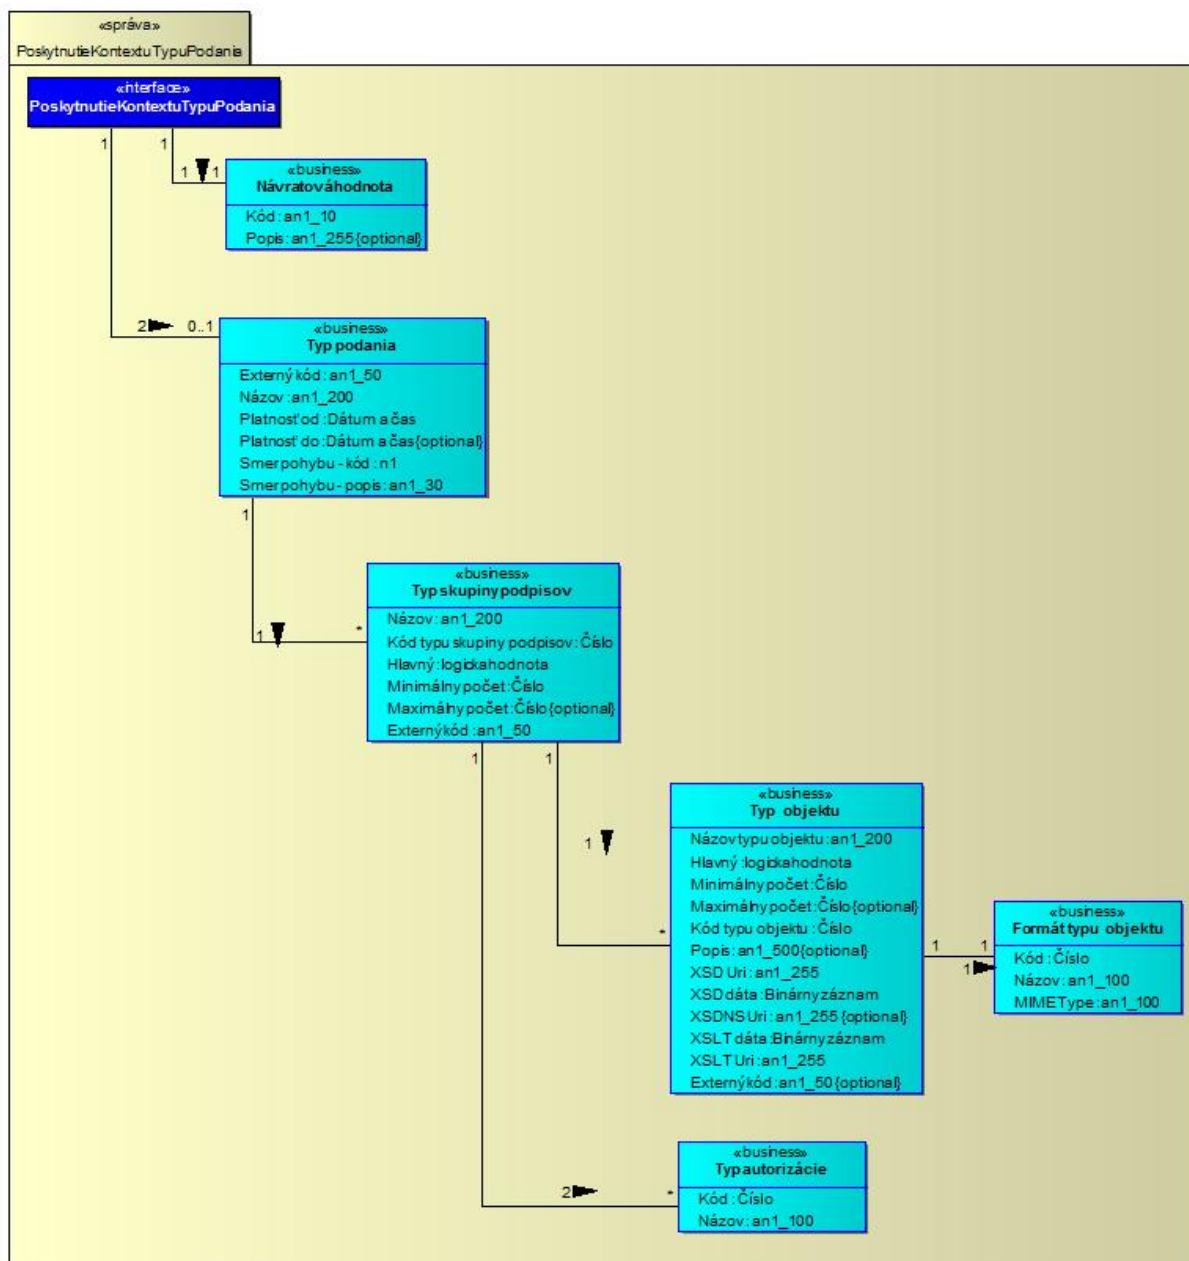 «správa»
PoskytnutieKontextuTypuPodania
«interface»
PoskytnutieKontextuTypuPodania
1
1
1
1
«business»
Návratová hodnota
Kód : an1_10
Popis : an1_255 {optional}
2
0..1
«business»
Typ podania
Externý kód : an1_50
Názov : an1_200
Platnosť od : Dátum a čas
Platnosť do : Dátum a čas {optional}
Smer pohybu - kód : n1
Smer pohybu - popis : an1_30
1
1
*
«business»
Typ skupiny podpisov
Názov : an1_200
Kód typu skupiny podpisov : Číslo
Hlavný : logicka hodnota
Minimálny počet : Číslo
Maximálny počet : Číslo {optional}
Externý kód : an1_50
1
1
1
*
«business»
Typ objektu
Názov typu objektu : an1_200
Hlavný : logicka hodnota
Minimálny počet : Číslo
Maximálny počet : Číslo {optional}
Kód typu objektu : Číslo
Popis : an1_500 {optional}
XSD Uri : an1_255
XSD dáta : Binárny záznam
XSDNS Uri : an1_255 {optional}
XSLT dáta : Binárny záznam
XSLT Uri : an1_255
Externý kód : an1_50 {optional}
1
1
1
«business»
Formát typu objektu
Kód : Číslo
Názov : an1_100
MIMEType : an1_100
2
*
«business»
Typ autorizácie
Kód : Číslo
Názov : an1_100